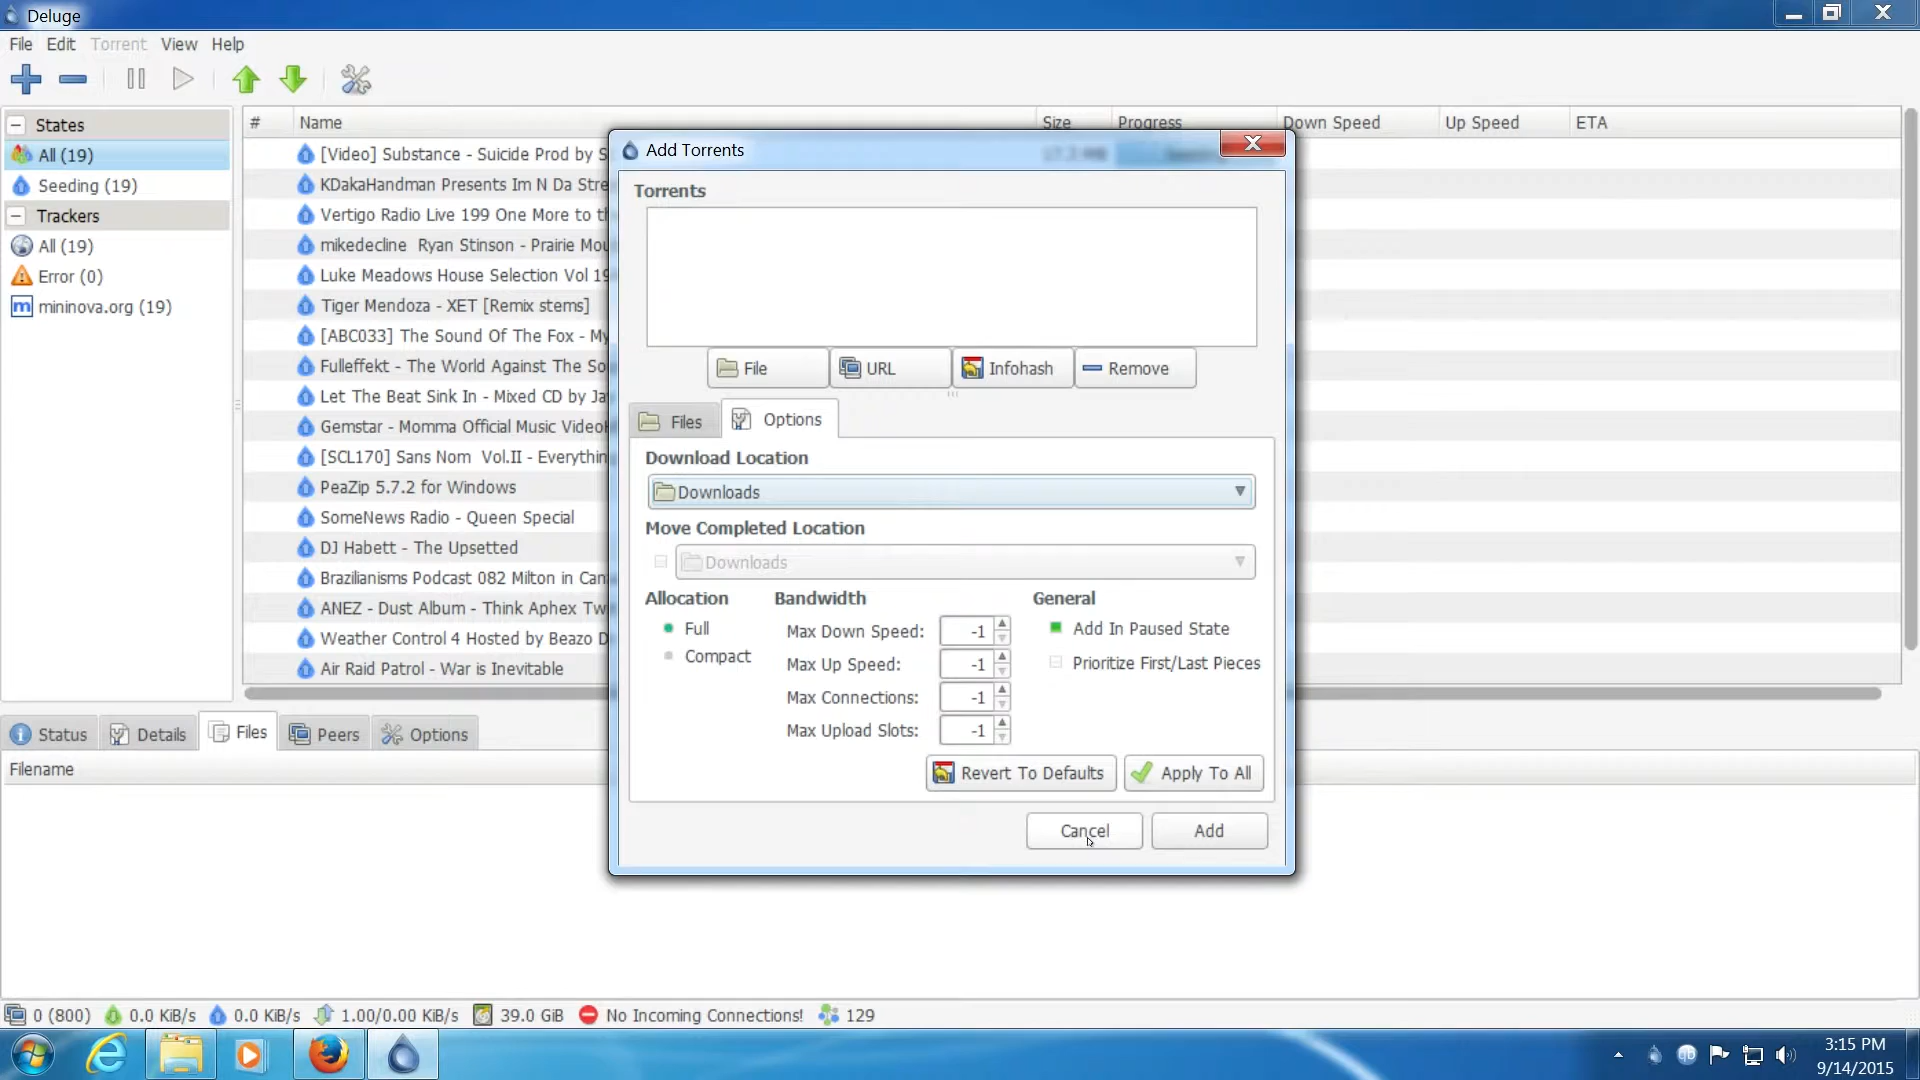 Deluge
File Edit Torrent View Help
States
All (19)
Seeding (19)
Trackers
All (19)
Error (0)
mininova.org (19)
# Name Size Progress Down Speed Up Speed ETA
[Video] Substance - Suicide Prod by S
KDakaHandman Presents Im N Da Stre
Vertigo Radio Live 199 One More to th
mikedecline Ryan Stinson - Prairie Mou
Luke Meadows House Selection Vol 19
Tiger Mendoza - XET [Remix stems]
[ABC033] The Sound Of The Fox - My
Fulleffekt - The World Against The So
Let The Beat Sink In - Mixed CD by Ja
Gemstar - Momma Official Music Video
[SCL170] Sans Nom Vol.II - Everythin
PeaZip 5.7.2 for Windows
SomeNews Radio - Queen Special
DJ Habett - The Upsetted
Brazilianisms Podcast 082 Milton in Can
ANEZ - Dust Album - Think Aphex Tw
Weather Control 4 Hosted by Beazo D
Air Raid Patrol - War is Inevitable
Add Torrents
Torrents
File URL Infohash Remove
Files Options
Download Location
Downloads
Move Completed Location
Downloads
Allocation Bandwidth General
Full Max Down Speed: -1 Add In Paused State
Compact Max Up Speed: -1 Prioritize First/Last Pieces
Max Connections: -1
Max Upload Slots: -1
Revert To Defaults Apply To All
Cancel Add
Status Details Files Peers Options
Filename
0 (800) 0.0 KiB/s 0.0 KiB/s 1.00/0.00 KiB/s 39.0 GiB No Incoming Connections! 129
3:15 PM
9/14/2015